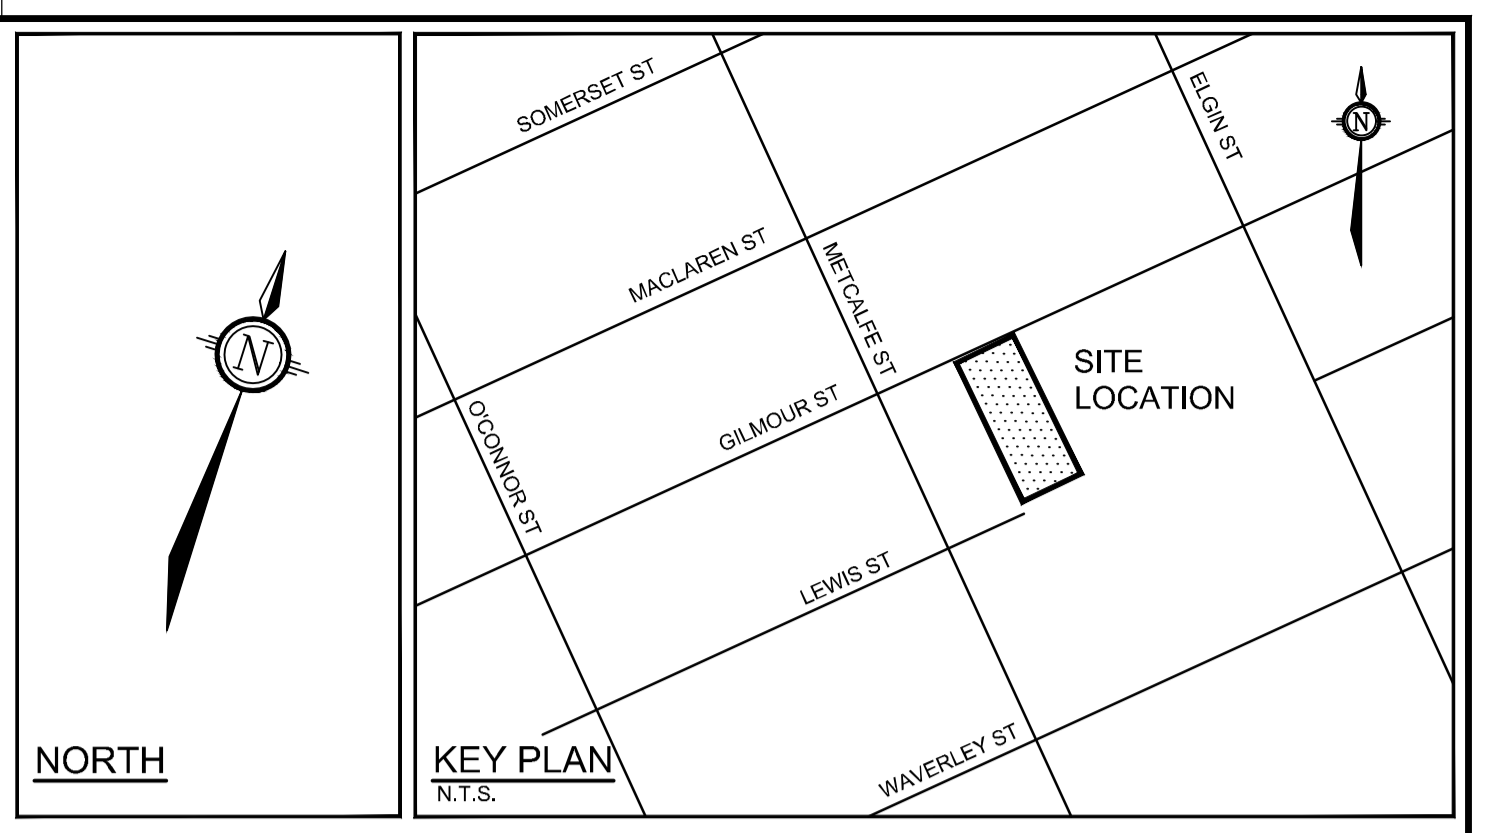 N
NORTH
SOMERSET ST
ELGIN ST
N
MACLAREN ST
METCALFE ST
SITE
LOCATION
GILMOUR ST
O'CONNOR ST
LEWIS ST
WAVERLEY ST
KEY PLAN
N.T.S.